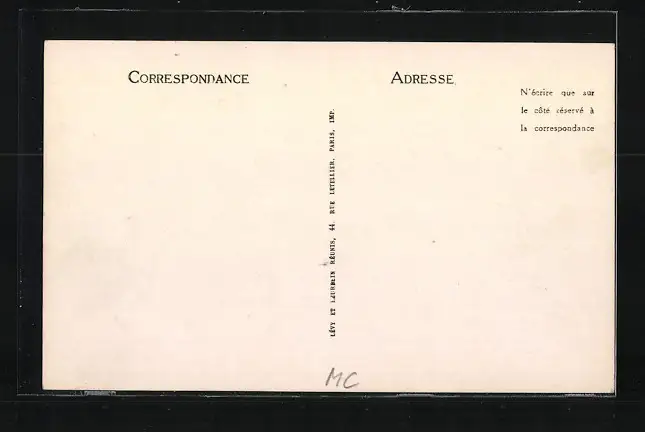 CORRESPONDANCE
ADRESSE
N'écrire que sur
le côté réservé à
la correspondance
LÉVY ET NEURDEIN RÉUNIS, 44, RUE LETELLIER, PARIS, IMP.
MC